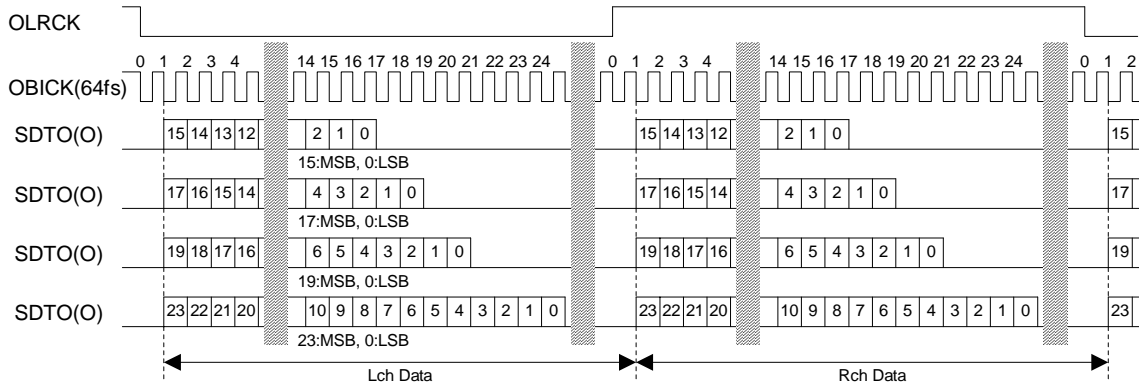 OLRCK
0 1 2 3 4 14 15 16 17 18 19 20 21 22 23 24 0 1 2 3 4 14 15 16 17 18 19 20 21 22 23 24 0 1 2
OBICK(64fs)
SDTO(O) 15 14 13 12 2 1 0 15 14 13 12 2 1 0 15
15:MSB, 0:LSB
SDTO(O) 17 16 15 14 4 3 2 1 0 17 16 15 14 4 3 2 1 0 17
17:MSB, 0:LSB
SDTO(O) 19 18 17 16 6 5 4 3 2 1 0 19 18 17 16 6 5 4 3 2 1 0 19
19:MSB, 0:LSB
SDTO(O) 23 22 21 20 10 9 8 7 6 5 4 3 2 1 0 23 22 21 20 10 9 8 7 6 5 4 3 2 1 0 23
23:MSB, 0:LSB
Lch Data Rch Data